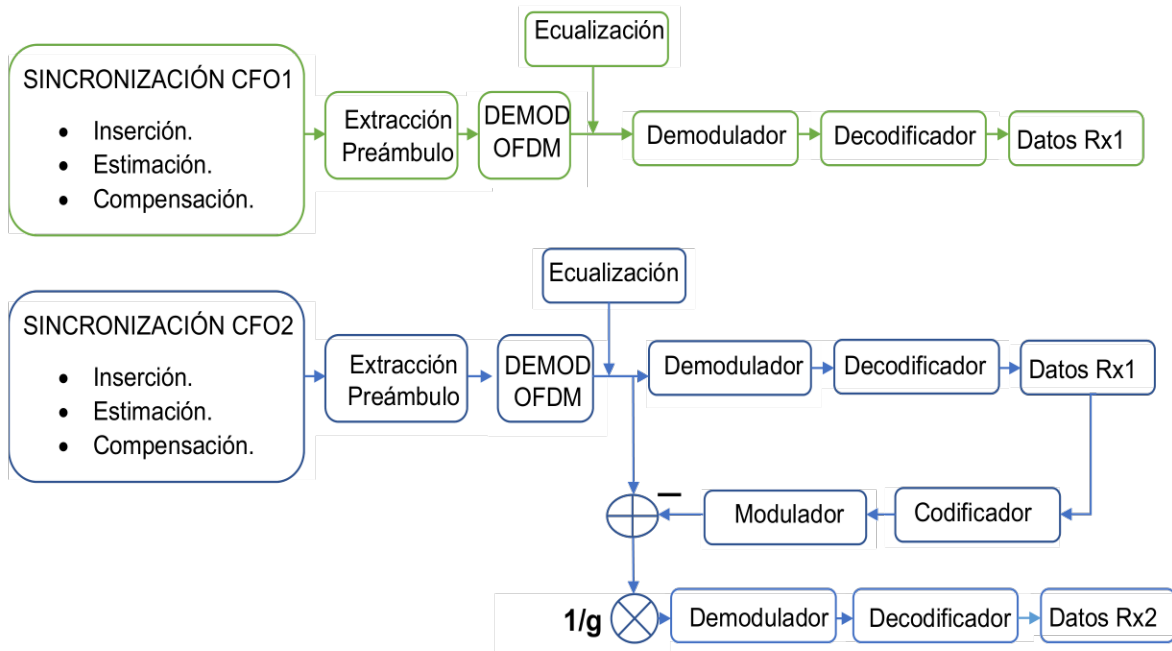 Ecualización
SINCRONIZACIÓN CFO1
• Inserción.
• Estimación.
• Compensación.
Extracción
Preámbulo
DEMOD
OFDM
Demodulador
Decodificador
Datos Rx1
Ecualización
SINCRONIZACIÓN CFO2
• Inserción.
• Estimación.
• Compensación.
Extracción
Preámbulo
DEMOD
OFDM
Demodulador
Decodificador
Datos Rx1
–
Modulador
Codificador
1/g
Demodulador
Decodificador
Datos Rx2